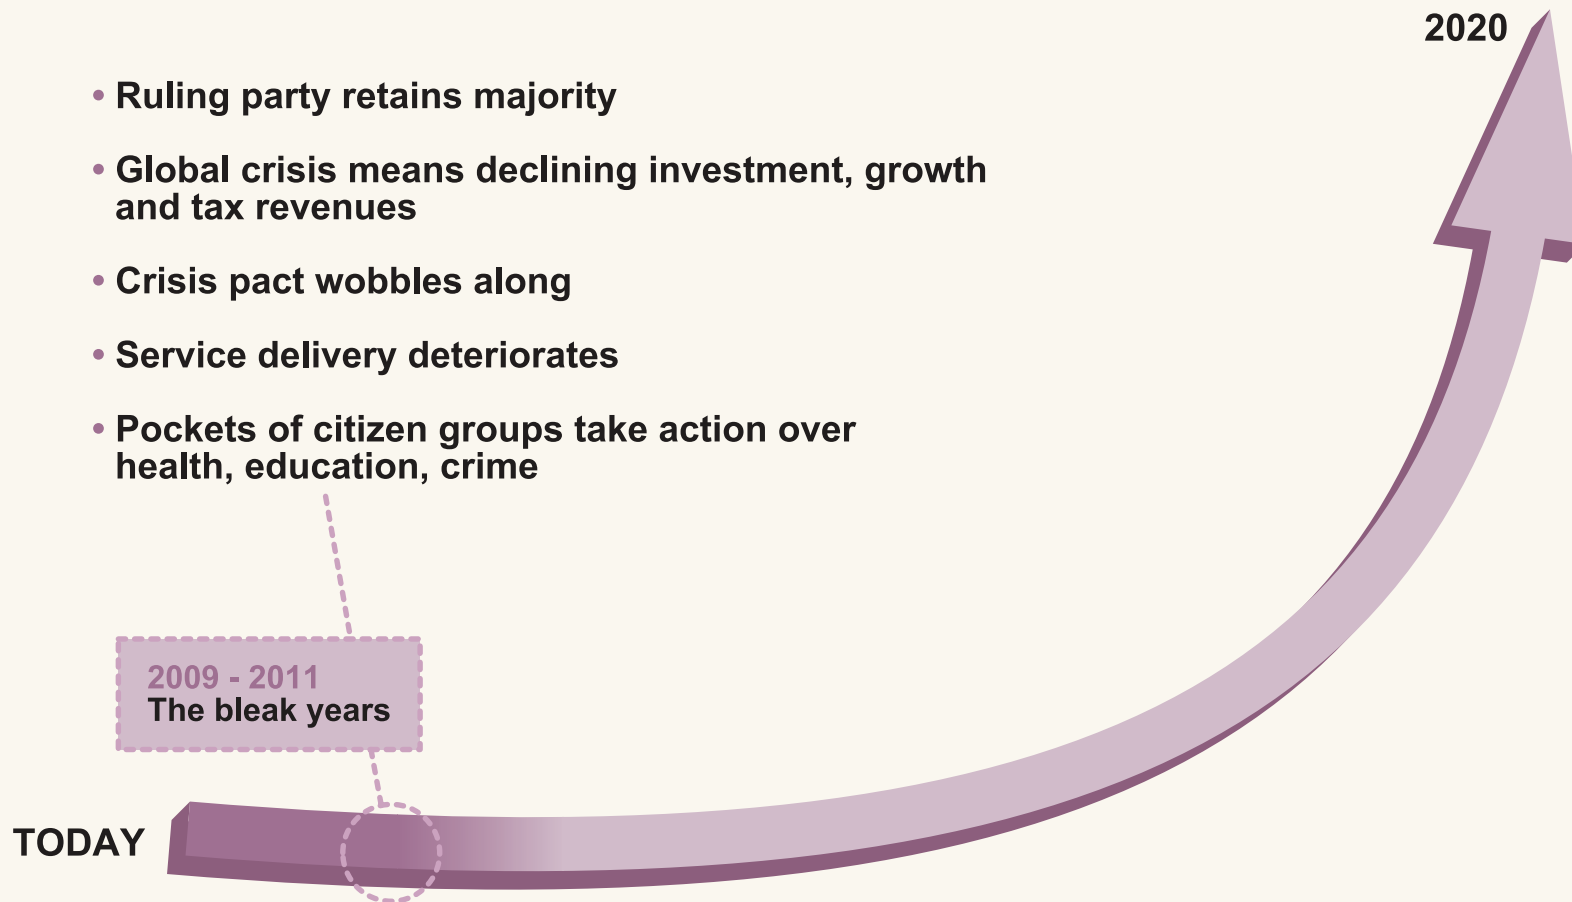 2020
• Ruling party retains majority
• Global crisis means declining investment, growth
and tax revenues
• Crisis pact wobbles along
• Service delivery deteriorates
• Pockets of citizen groups take action over
health, education, crime
2009 - 2011
The bleak years
TODAY